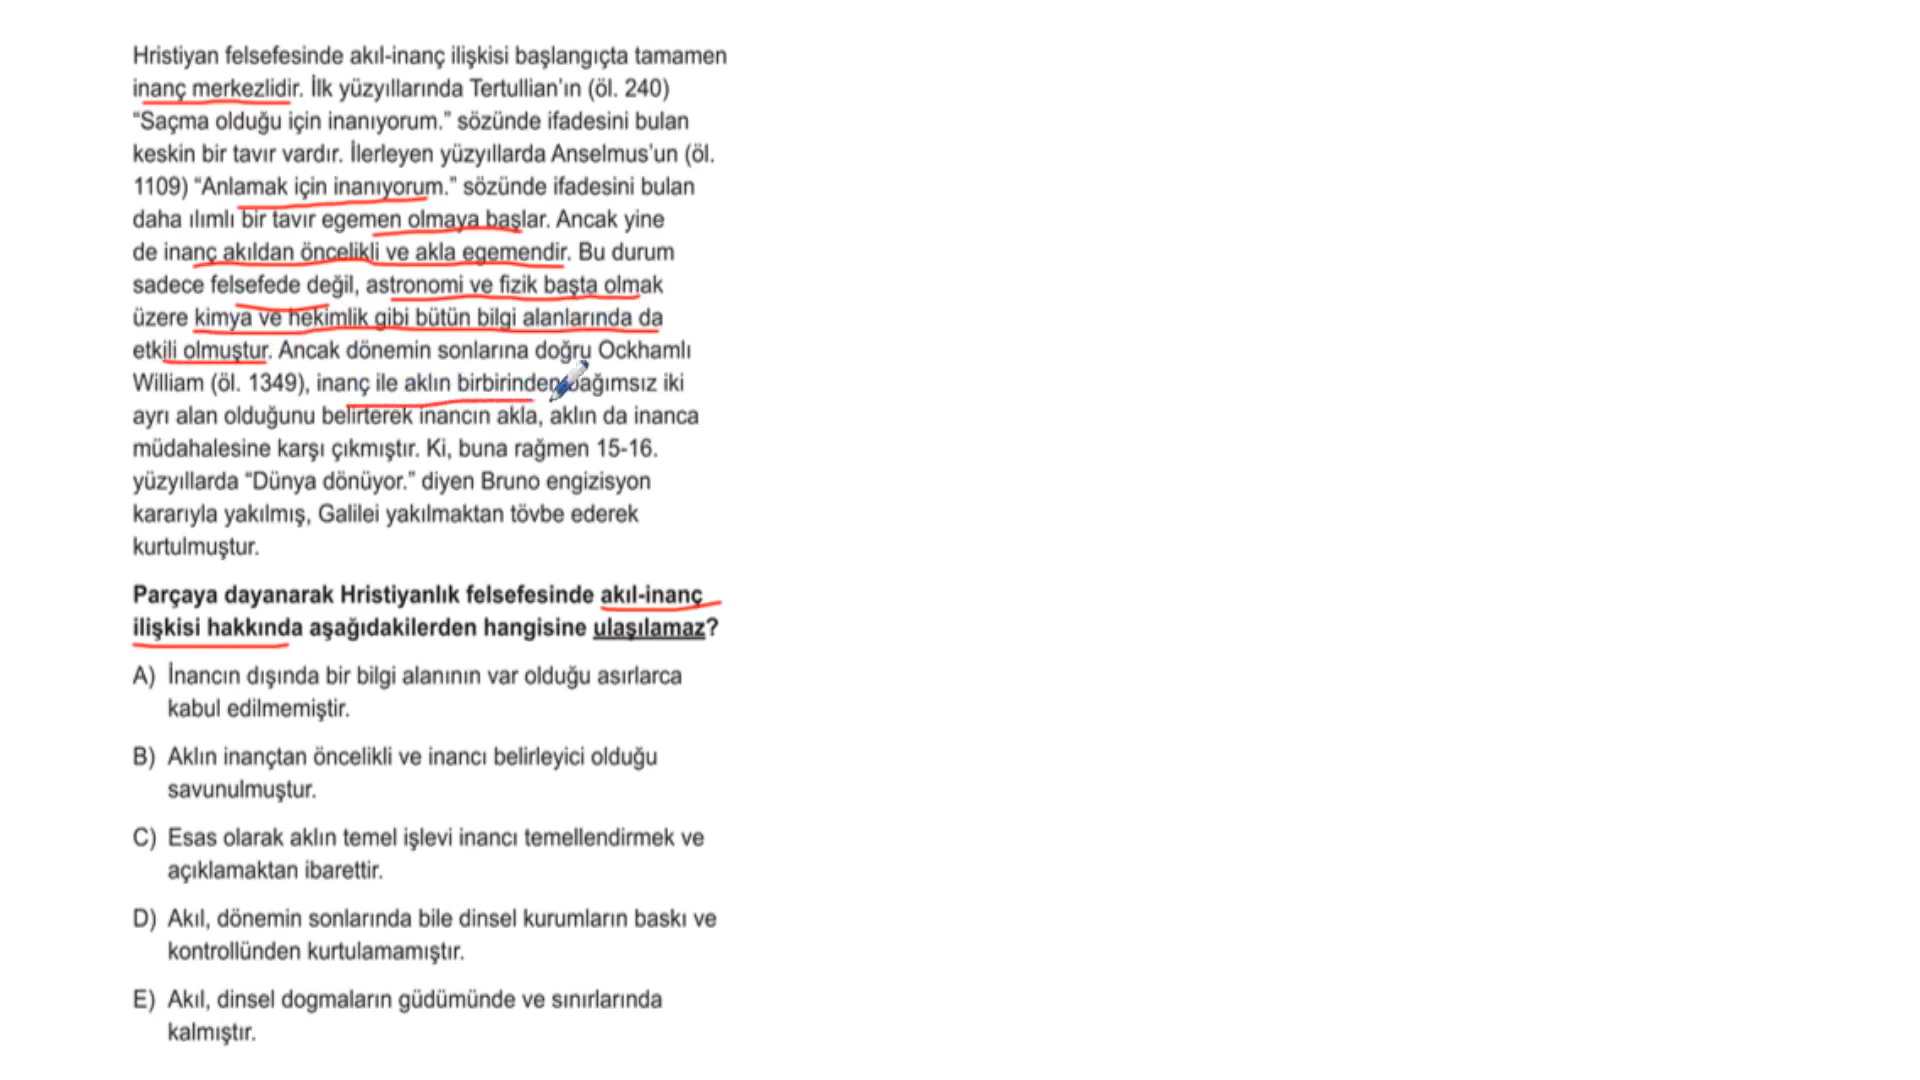 Hristiyan felsefesinde akıl-inanç ilişkisi başlangıçta tamamen
inanç merkezlidir. İlk yüzyıllarında Tertullian’ın (öl. 240)
“Saçma olduğu için inanıyorum.” sözünde ifadesini bulan
keskin bir tavır vardır. İlerleyen yüzyıllarda Anselmus’un (öl.
1109) “Anlamak için inanıyorum.” sözünde ifadesini bulan
daha ılımlı bir tavır egemen olmaya başlar. Ancak yine
de inanç akıldan öncelikli ve akla egemendir. Bu durum
sadece felsefede değil, astronomi ve fizik başta olmak
üzere kimya ve hekimlik gibi bütün bilgi alanlarında da
etkili olmuştur. Ancak dönemin sonlarına doğru Ockhamlı
William (öl. 1349), inanç ile aklın birbirinden bağımsız iki
ayrı alan olduğunu belirterek inancın akla, aklın da inanca
müdahalesine karşı çıkmıştır. Ki, buna rağmen 15-16.
yüzyıllarda “Dünya dönüyor.” diyen Bruno engizisyon
kararıyla yakılmış, Galilei yakılmaktan tövbe ederek
kurtulmuştur.
Parçaya dayanarak Hristiyanlık felsefesinde akıl-inanç
ilişkisi hakkında aşağıdakilerden hangisine ulaşılamaz?
A) İnancın dışında bir bilgi alanının var olduğu asırlarca
kabul edilmemiştir.
B) Aklın inançtan öncelikli ve inancı belirleyici olduğu
savunulmuştur.
C) Esas olarak aklın temel işlevi inancı temellendirmek ve
açıklamaktan ibarettir.
D) Akıl, dönemin sonlarında bile dinsel kurumların baskı ve
kontrollünden kurtulamamıştır.
E) Akıl, dinsel dogmaların güdümünde ve sınırlarında
kalmıştır.